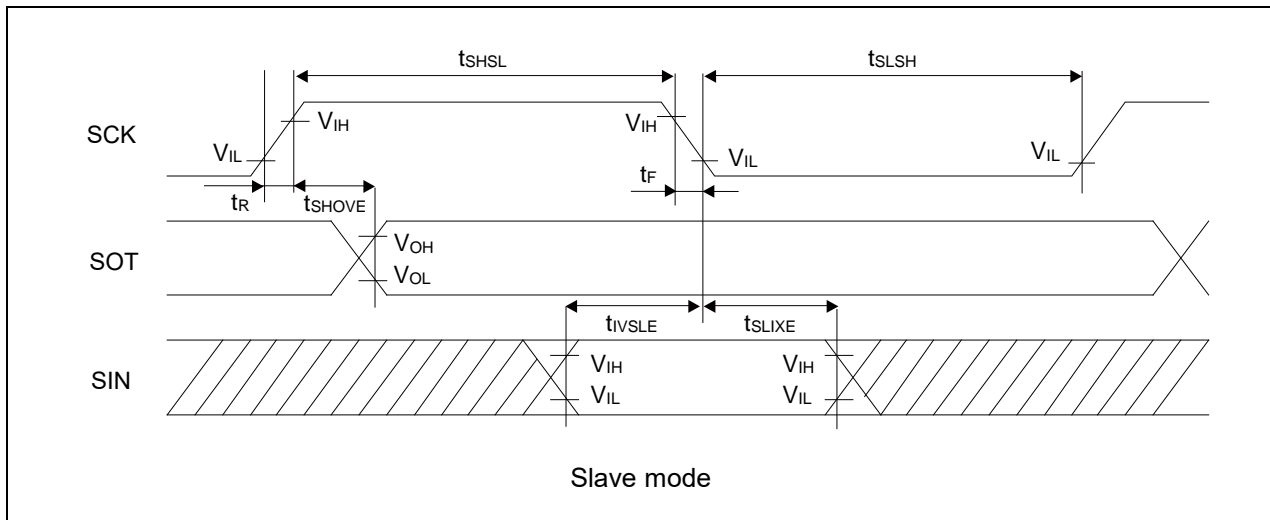 tSHSL
tSLSH
SCK
VIH
VIH
VIL
VIL
VIL
tR
tSHOVE
tF
SOT
VOH
VOL
tIVSLE
tSLIXE
SIN
VIH
VIH
VIL
VIL
Slave mode